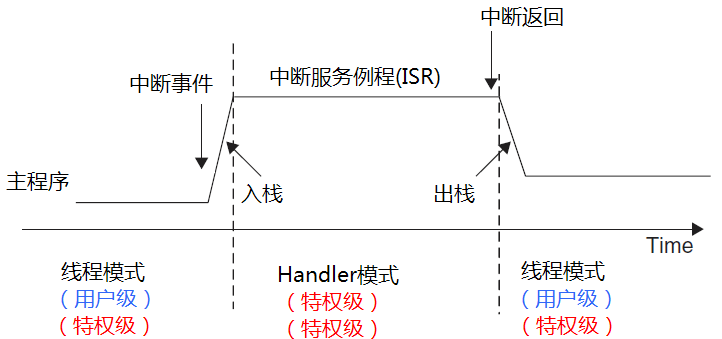 中断返回
中断事件
中断服务例程(ISR)
主程序
入栈
出栈
Time
线程模式
（用户级）
（特权级）
Handler模式
（特权级）
（特权级）
线程模式
（用户级）
（特权级）